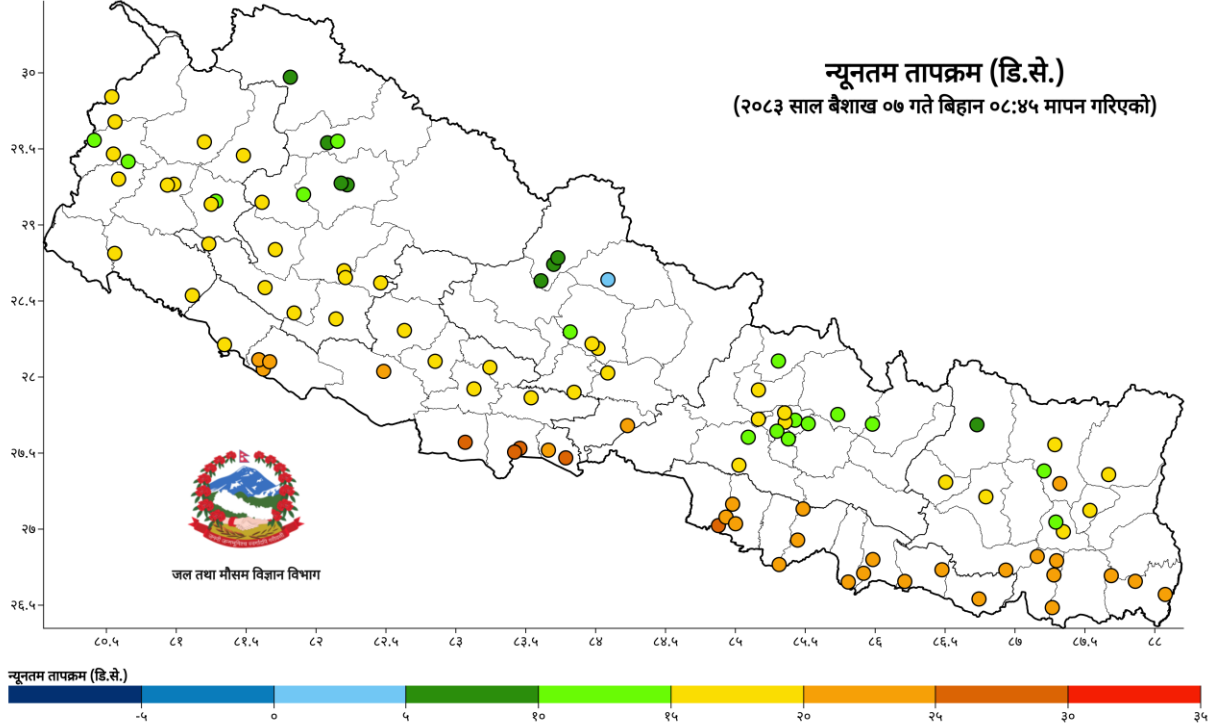 न्यूनतम तापक्रम (डि.से.)
(२०८३ साल बैशाख ०७ गते बिहान ०८:४५ मापन गरिएको)
३०
२९.५
२९
२८.५
२८
२७.५
२७
२६.५
जल तथा मौसम विज्ञान विभाग
८०.५ ८१ ८१.५ ८२ ८२.५ ८३ ८३.५ ८४ ८४.५ ८५ ८५.५ ८६ ८६.५ ८७ ८७.५ ८८
न्यूनतम तापक्रम (डि.से.)
-५ ० ५ १० १५ २० २५ ३० ३५